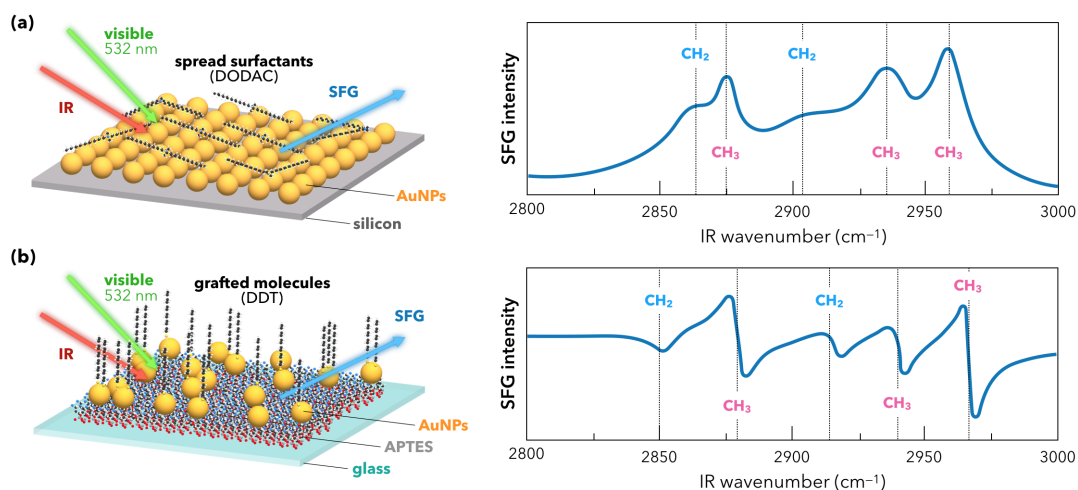 (a)
visible
532 nm
spread surfactants
(DODAC)
IR
SFG
AuNPs
silicon
SFG intensity
CH₂
CH₂
CH₃
CH₃
CH₃
2800
2850
2900
2950
3000
IR wavenumber (cm⁻¹)
(b)
visible
532 nm
grafted molecules
(DDT)
IR
SFG
AuNPs
APTES
glass
SFG intensity
CH₂
CH₂
CH₃
CH₃
CH₃
2800
2850
2900
2950
3000
IR wavenumber (cm⁻¹)